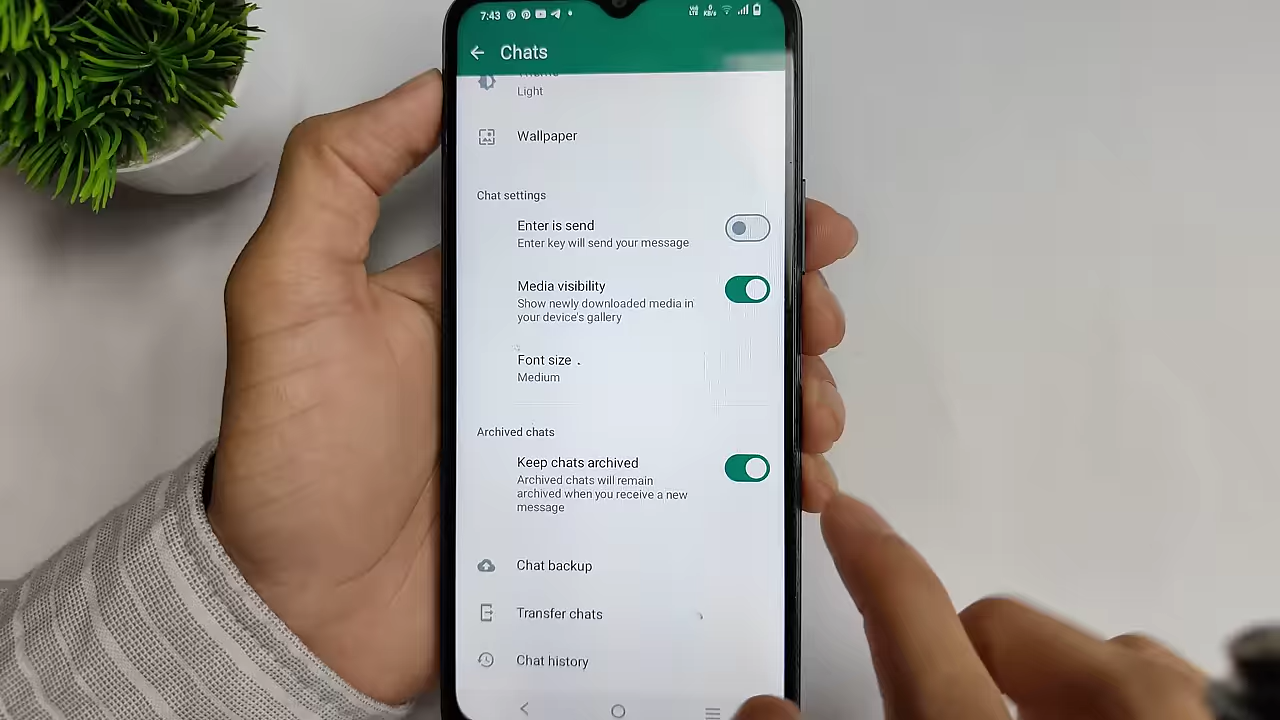 7:43
Chats
Light
Wallpaper
Chat settings
Enter is send
Enter key will send your message
Media visibility
Show newly downloaded media in
your device's gallery
Font size
Medium
Archived chats
Keep chats archived
Archived chats will remain
archived when you receive a new
message
Chat backup
Transfer chats
Chat history